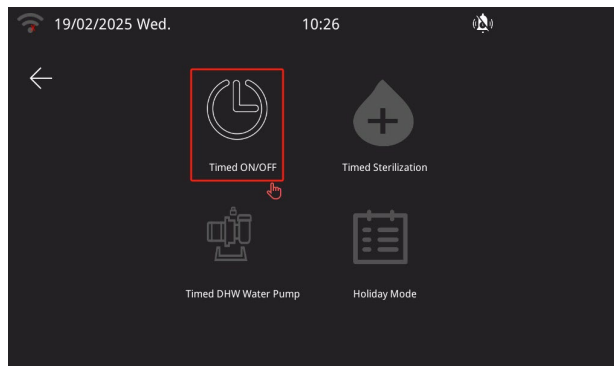 19/02/2025 Wed. 10:26
Timed ON/OFF Timed Sterilization
Timed DHW Water Pump Holiday Mode